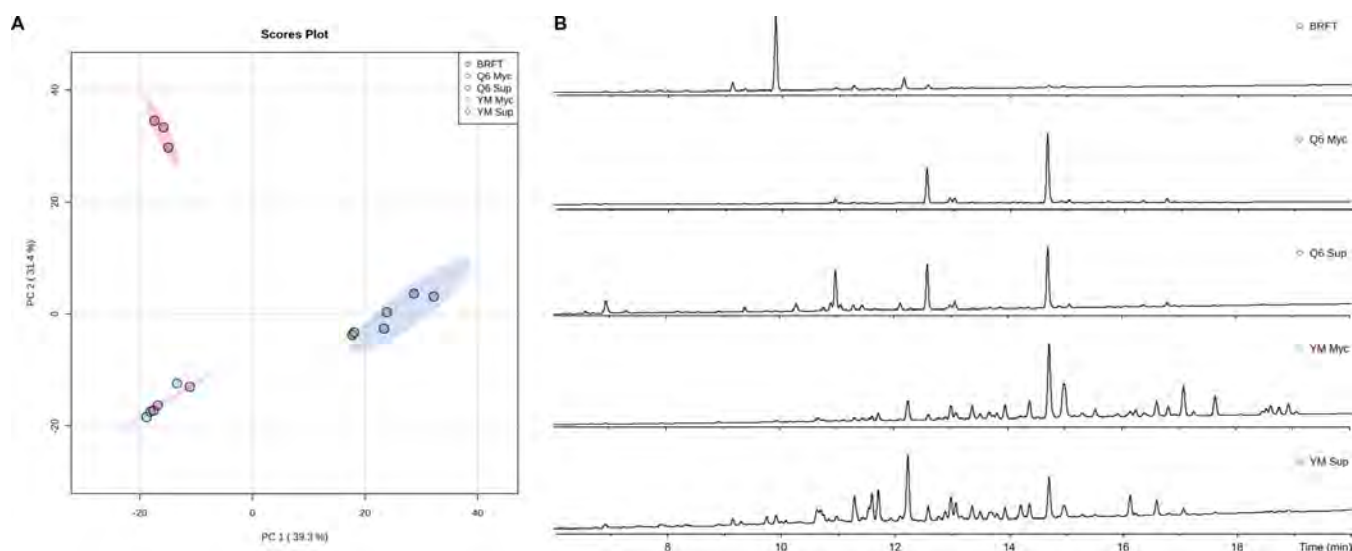 A
Scores Plot
BRFT
Q6 Myc
Q6 Sup
YM Myc
YM Sup
PC 2 ( 31.4 %)
40
20
0
-20
-20
0
20
40
PC 1 ( 39.3 %)
B
BRFT
Q6 Myc
Q6 Sup
YM Myc
YM Sup
8
10
12
14
16
18
Time (min)